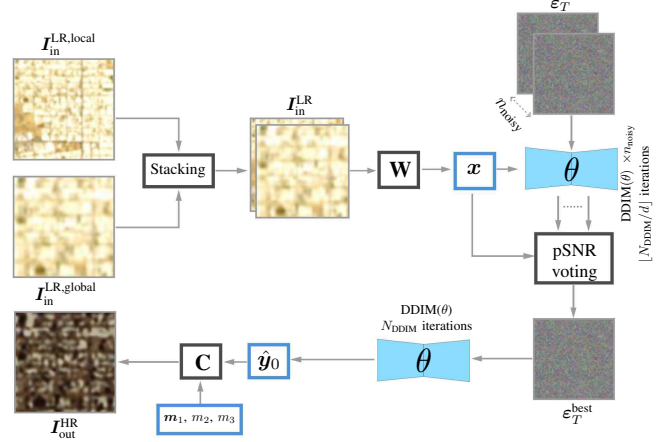 I_in^LR,local
ε_T
n_noisy
I_in^LR
Stacking
W
x
θ
DDIM(θ) ×n_noisy
⌊N_DDIM/d⌋ iterations
......
pSNR
voting
I_in^LR,global
DDIM(θ)
N_DDIM iterations
C
ŷ_0
θ
m_1, m_2, m_3
I_out^HR
ε_T^best